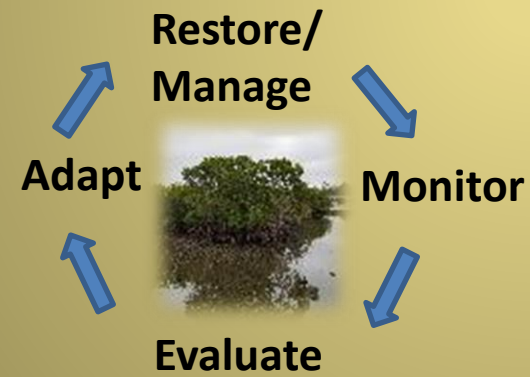 Restore/
Manage
Monitor
Evaluate
Adapt